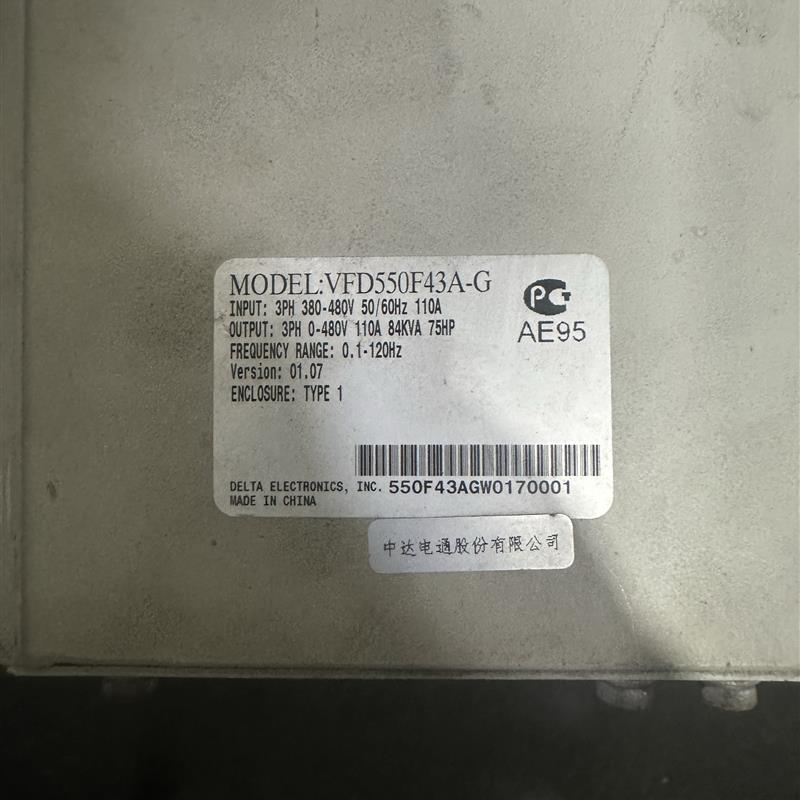 MODEL:VFD550F43A-G
INPUT: 3PH 380-480V 50/60Hz 110A
OUTPUT: 3PH 0-480V 110A 84KVA 75HP
FREQUENCY RANGE: 0.1-120Hz
Version: 01.07
ENCLOSURE: TYPE 1
PG
AE95
DELTA ELECTRONICS, INC. 550F43AGW0170001
MADE IN CHINA
中达电通股份有限公司